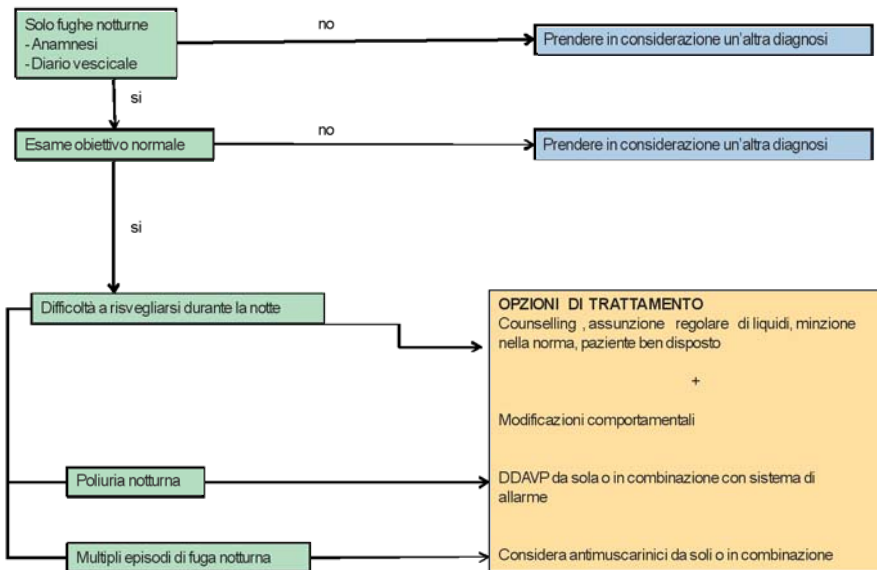 Solo fughe notturne
- Anamnesi
- Diario vescicale
no
Prendere in considerazione un'altra diagnosi
si
Esame obiettivo normale
no
Prendere in considerazione un'altra diagnosi
si
Difficoltà a risvegliarsi durante la notte
OPZIONI DI TRATTAMENTO
Counselling , assunzione regolare di liquidi, minzione
nella norma, paziente ben disposto
+
Modificazioni comportamentali
Poliuria notturna
DDAVP da sola o in combinazione con sistema di
allarme
Multipli episodi di fuga notturna
Considera antimuscarinici da soli o in combinazione